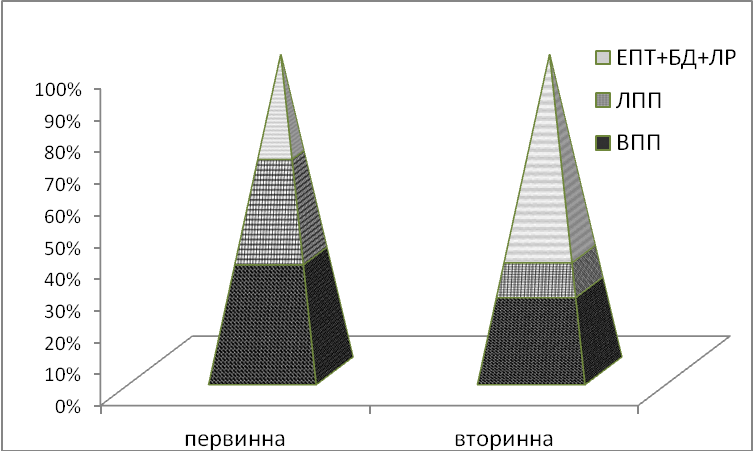 100%
90%
80%
70%
60%
50%
40%
30%
20%
10%
0%
первинна
вторинна
ЕПТ+БД+ЛР
ЛПП
ВПП